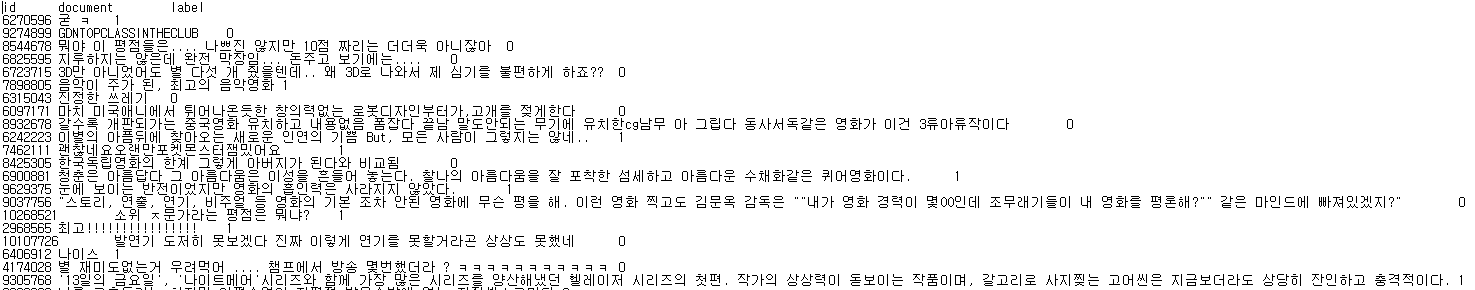 id	document	label
6270596	굳 ㅋ	1
9274899	GDNTOPCLASSINTHECLUB	0
8544678	뭐야 이 평점들은.... 나쁘진 않지만 10점 짜리는 더더욱 아니잖아	0
6825595	지루하지는 않은데 완전 막장임... 돈주고 보기에는....	0
6723715	3D만 아니었어도 별 다섯 개 줬을텐데.. 왜 3D로 나와서 제 심기를 불편하게 하죠??	0
7898805	음악이 주가 된, 최고의 음악영화	1
6315043	진정한 쓰레기	0
6097171	마치 미국애니에서 튀어나온듯한 창의력없는 로봇디자인부터가,고개를 젖게한다	0
8932678	갈수록 개판되가는 중국영화 유치하고 내용없음 폼잡다 끝남 말도안되는 무기에 유치한cg남무 아 그립다 동사서독같은 영화가 이건 3류아류작이다	0
6242223	이별의 아픔뒤에 찾아오는 새로운 인연의 기쁨 But, 모든 사람이 그렇지는 않네..	1
7462111	괜찮네요오랜만포켓몬스터잼밌어요	1
8425305	한국독립영화의 한계 그렇게 아버지가 된다와 비교됨	0
6900881	청춘은 아름답다 그 아름다움은 이성을 흔들어 놓는다. 찰나의 아름다움을 잘 포착한 섬세하고 아름다운 수채화같은 퀴어영화이다.	1
9629375	눈에 보이는 반전이었지만 영화의 흡인력은 사라지지 않았다.	1
9037756	"스토리, 연출, 연기, 비주얼 등 영화의 기본 조차 안된 영화에 무슨 평을 해. 이런 영화 찍고도 김문옥 감독은 ""내가 영화 경력이 몇00인데 조무래기들이 내 영화를 평론해?"" 같은 마인드에 빠져있겠지?"	0
10268521	소위 ㅈ문가라는 평점은 뭐냐?	1
2968565	최고!!!!!!!!!!!!!!!!!	1
10107726	발연기 도저히 못보겠다 진짜 이렇게 연기를 못할거라곤 상상도 못했네	0
6406912	나이스	1
4174028	별 재미도없는거 우려먹어 .... 챔프에서 방송 몇번했더라 ? ㅋㅋㅋㅋㅋㅋㅋㅋㅋㅋㅋ	0
9305768	'13일의 금요일', '나이트메어'시리즈와 함께 가장 많은 시리즈를 양산해냈던 헬레이저 시리즈의 첫편. 작가의 상상력이 돋보이는 작품이며, 갈고리로 사지찢는 고어씬은 지금보더라도 상당히 잔인하고 충격적이다.	1